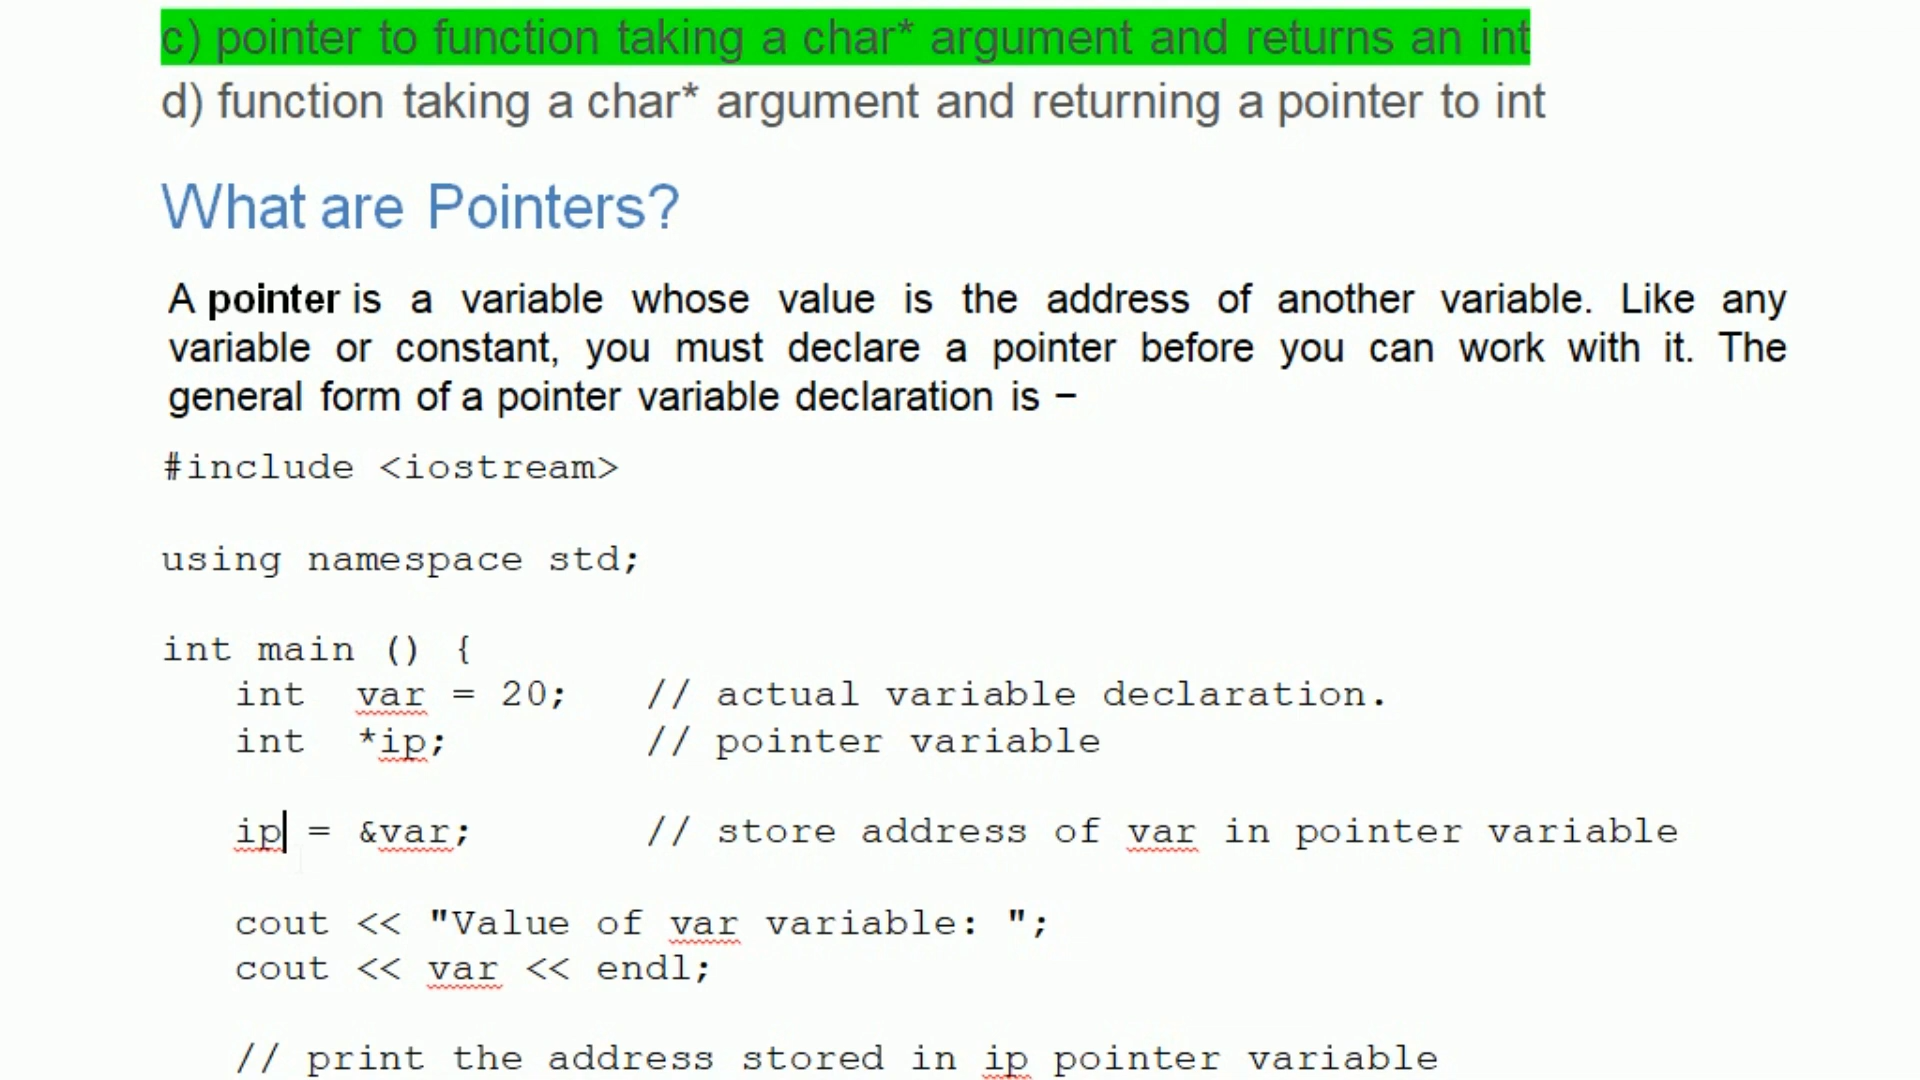 c) pointer to function taking a char* argument and returns an int
d) function taking a char* argument and returning a pointer to int
What are Pointers?
A pointer is a variable whose value is the address of another variable. Like any
variable or constant, you must declare a pointer before you can work with it. The
general form of a pointer variable declaration is −
#include <iostream>
using namespace std;
int main () {
int var = 20; // actual variable declaration.
int *ip; // pointer variable
ip = &var; // store address of var in pointer variable
cout << "Value of var variable: ";
cout << var << endl;
// print the address stored in ip pointer variable